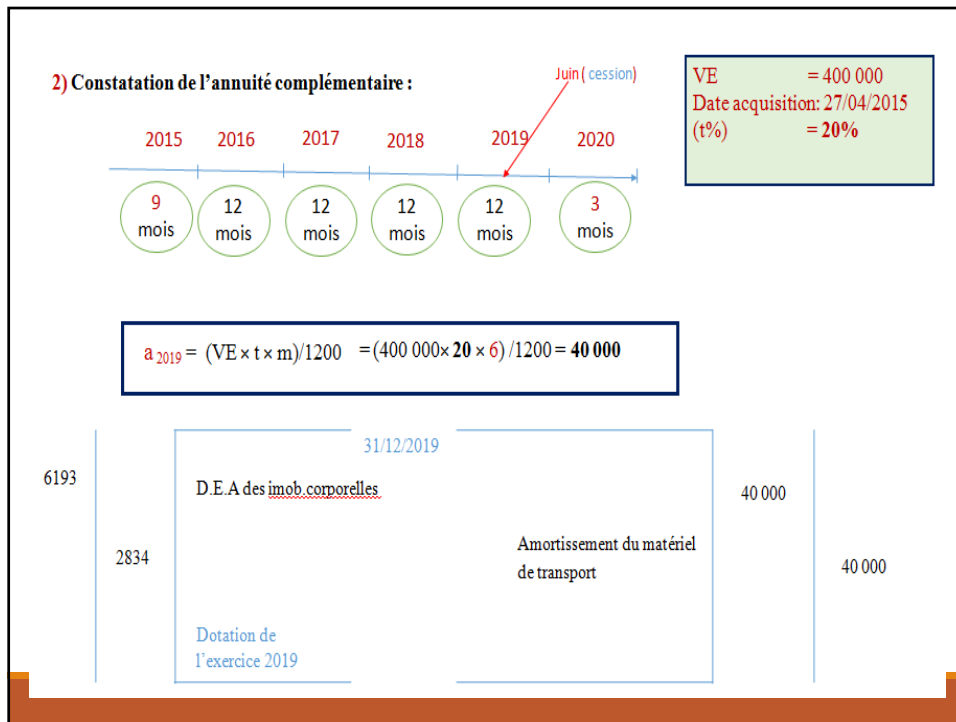 2) Constatation de l'annuité complémentaire :
Juin ( cession)
VE = 400 000
Date acquisition: 27/04/2015
(t%) = 20%
2015 2016 2017 2018 2019 2020
9 mois
12 mois
12 mois
12 mois
12 mois
3 mois
a 2019 = (VE × t × m)/1200 = (400 000× 20 × 6) /1200 = 40 000
31/12/2019
6193 D.E.A des imob.corporelles 40 000
2834 Amortissement du matériel
de transport 40 000
Dotation de
l'exercice 2019